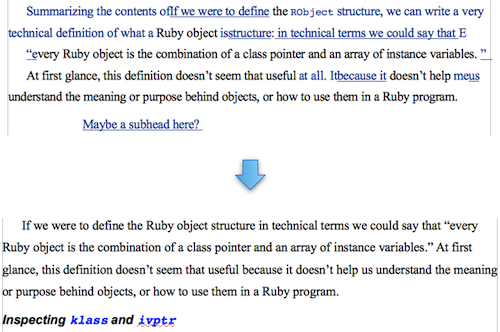 Summarizing the contents ofIf we were to define the RObject structure, we can write a very
technical definition of what a Ruby object isstructure: in technical terms we could say that E
“every Ruby object is the combination of a class pointer and an array of instance variables. ”
At first glance, this definition doesn’t seem that useful at all. Itbecause it doesn’t help meus
understand the meaning or purpose behind objects, or how to use them in a Ruby program.
Maybe a subhead here?
If we were to define the Ruby object structure in technical terms we could say that “every
Ruby object is the combination of a class pointer and an array of instance variables.” At first
glance, this definition doesn’t seem that useful because it doesn’t help us understand the meaning
or purpose behind objects, or how to use them in a Ruby program.
Inspecting klass and ivptr